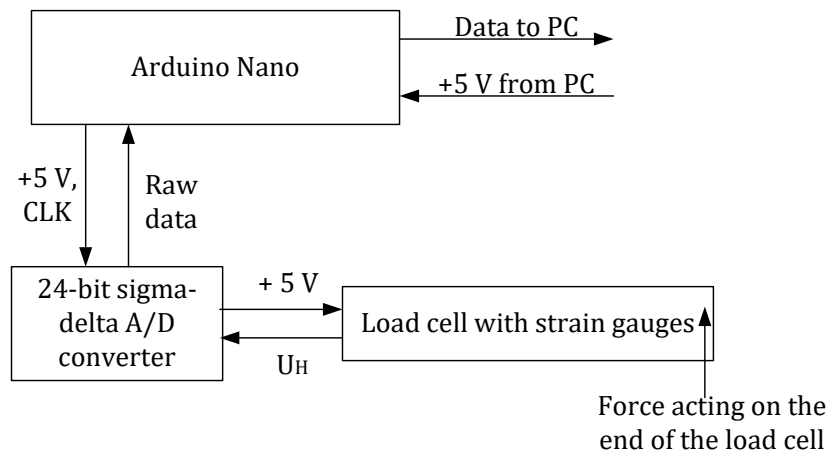 Arduino Nano
Data to PC
+5 V from PC
+5 V,
CLK
Raw
data
24-bit sigma-
delta A/D
converter
+ 5 V
UH
Load cell with strain gauges
Force acting on the
end of the load cell